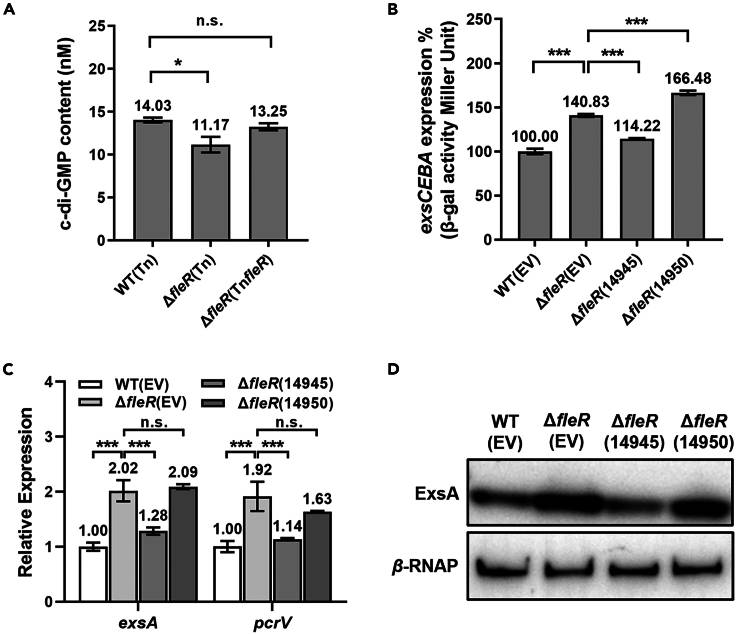 A
c-di-GMP content (nM)
25
20
15
10
5
0
n.s.
*
14.03
11.17
13.25
WT(Tn)
ΔfleR(Tn)
ΔfleR(TnfleR)
B
exsCEBA expression %
(β-gal activity Miller Unit)
250
200
150
100
50
0
***
***
***
100.00
140.83
114.22
166.48
WT(EV)
ΔfleR(EV)
ΔfleR(14945)
ΔfleR(14950)
C
Relative Expression
4
3
2
1
0
WT(EV)
ΔfleR(EV)
ΔfleR(14945)
ΔfleR(14950)
n.s.
n.s.
*** ***
*** ***
1.00
2.02
1.28
2.09
1.00
1.92
1.14
1.63
exsA
pcrV
D
WT ΔfleR ΔfleR ΔfleR
(EV) (EV) (14945) (14950)
ExsA
β-RNAP